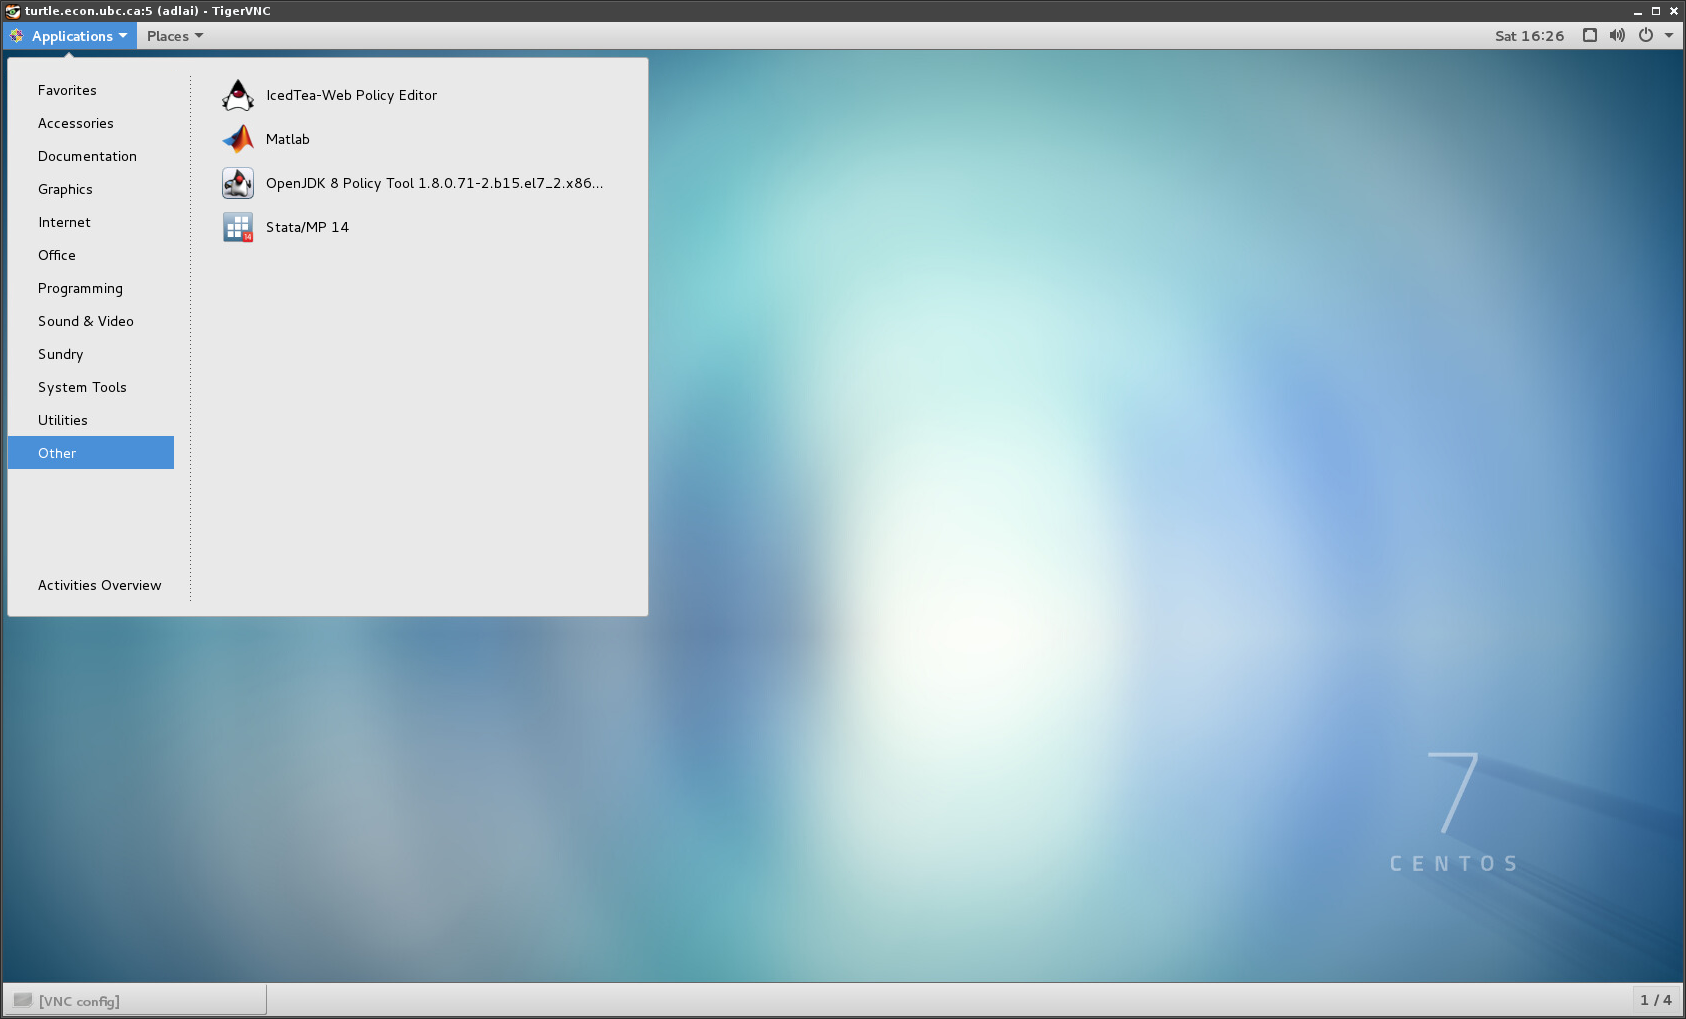 turtle.econ.ubc.ca:5 (adlai) - TigerVNC
Applications Places Sat 16:26
Favorites
Accessories
Documentation
Graphics
Internet
Office
Programming
Sound & Video
Sundry
System Tools
Utilities
Other
Activities Overview
IcedTea-Web Policy Editor
Matlab
OpenJDK 8 Policy Tool 1.8.0.71-2.b15.el7_2.x86...
14
Stata/MP 14
7
CENTOS
[VNC config] 1 / 4